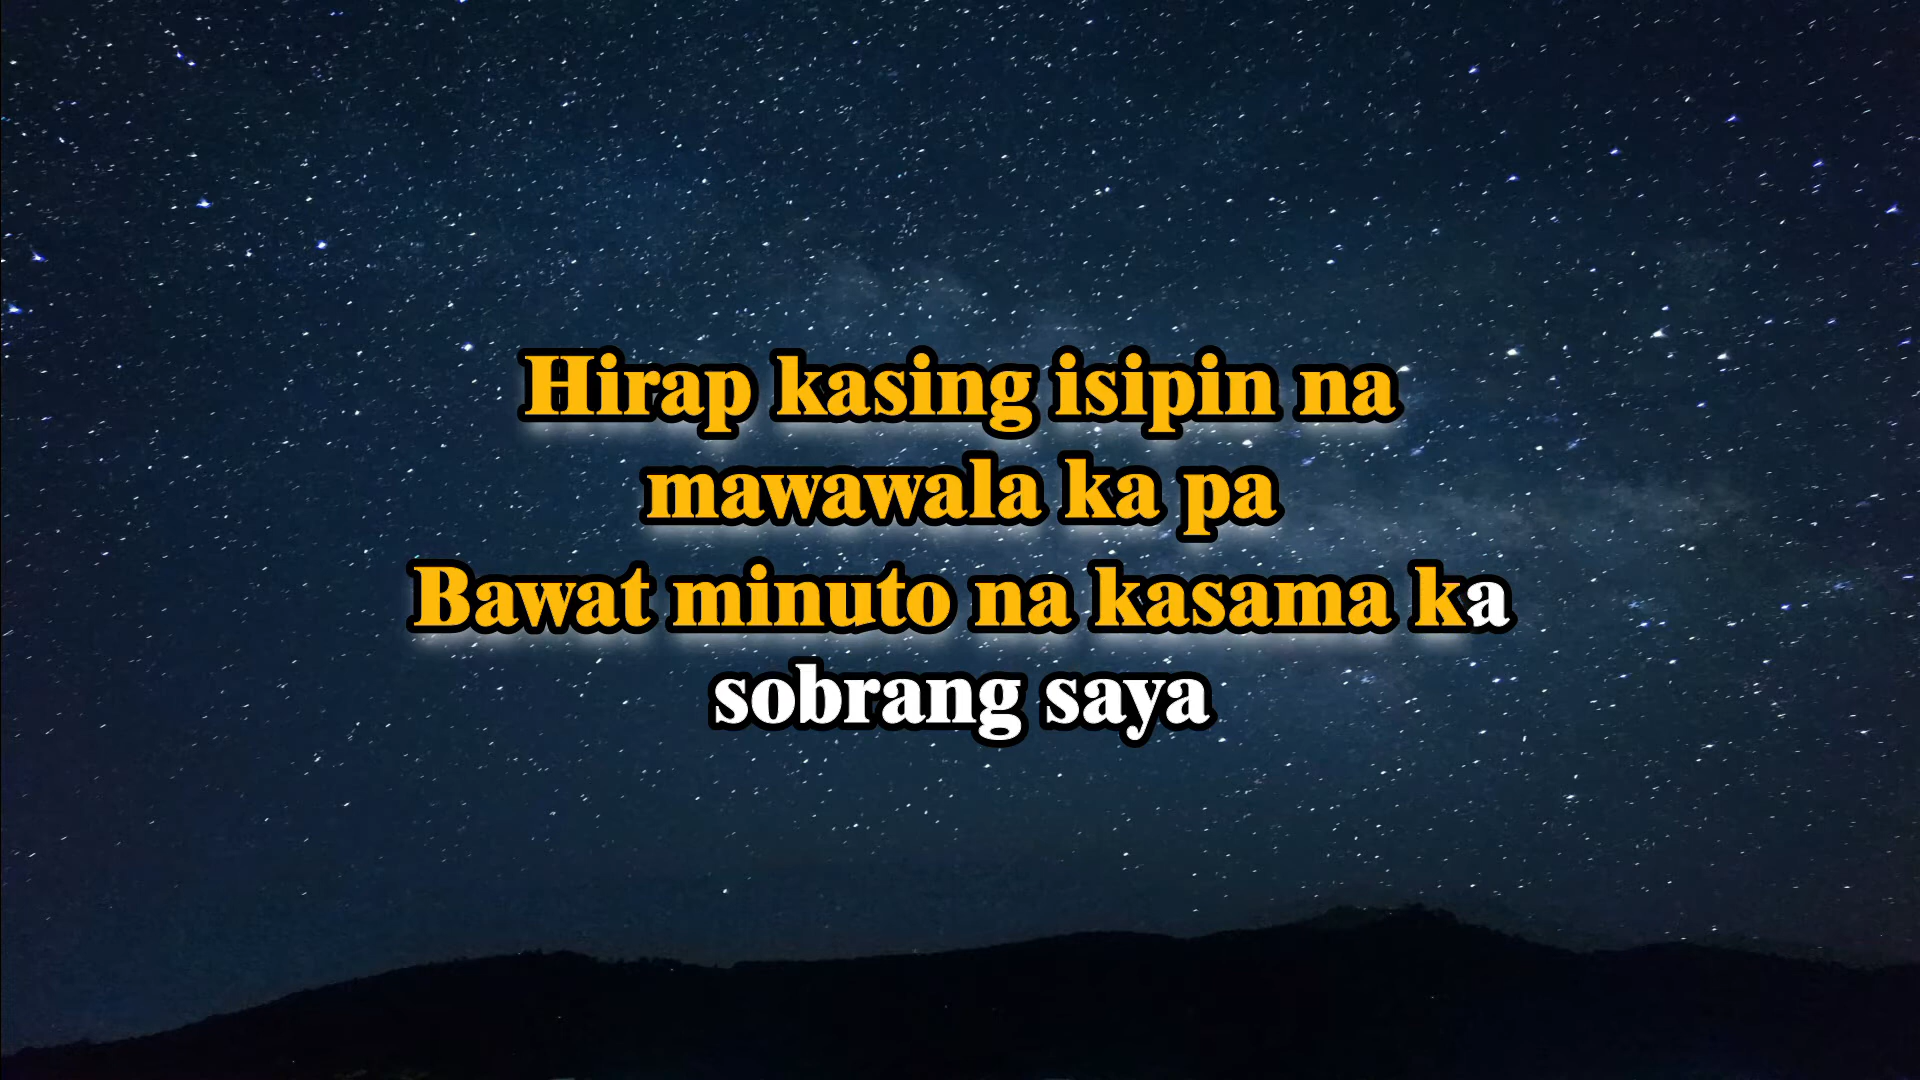 Hirap kasing isipin na
mawawala ka pa
Bawat minuto na kasama ka
sobrang saya